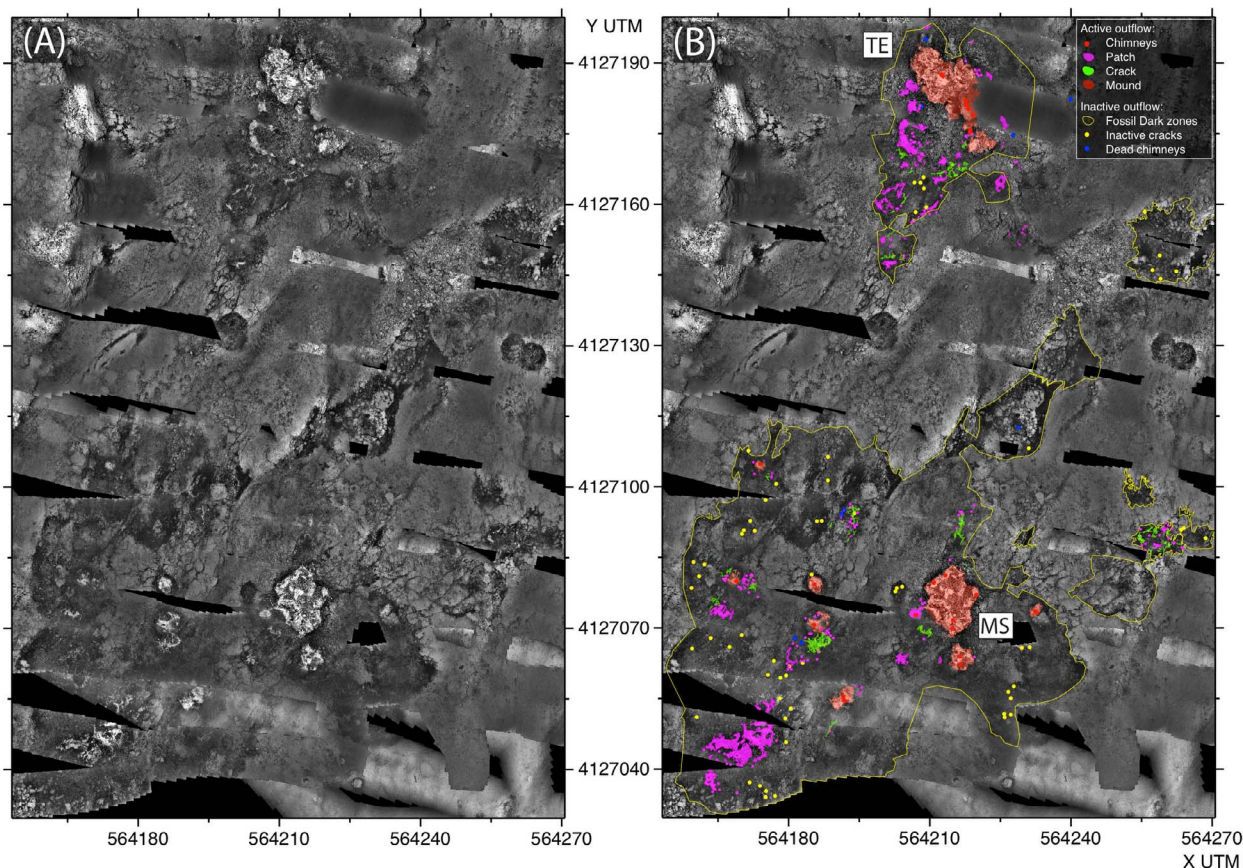 (A)
Y UTM
4127190
4127160
4127130
4127100
4127070
4127040
564180
564210
564240
564270
(B)
TE
Active outflow:
Chimneys
Patch
Crack
Mound
Inactive outflow:
Fossil Dark zones
Inactive cracks
Dead chimneys
MS
564180
564210
564240
564270
X UTM